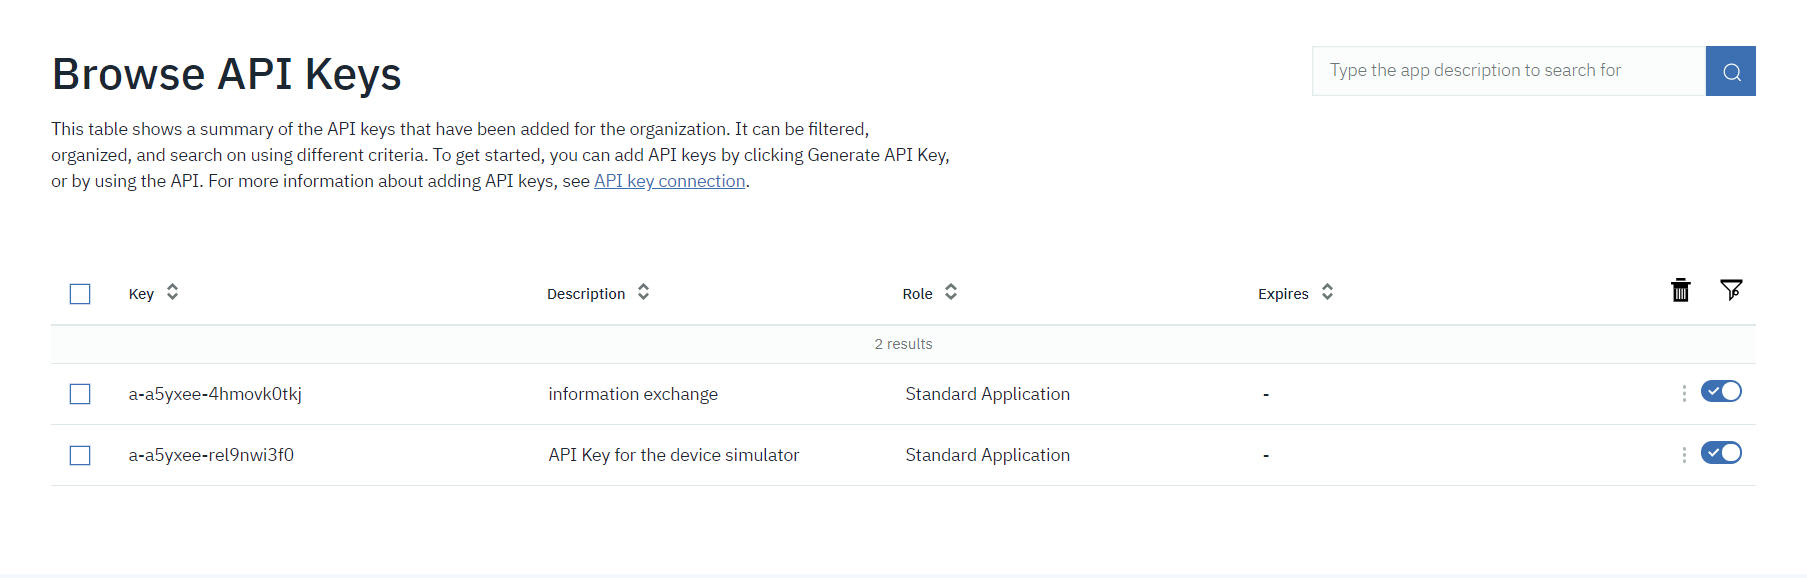 Browse API Keys
Type the app description to search for
This table shows a summary of the API keys that have been added for the organization. It can be filtered,
organized, and search on using different criteria. To get started, you can add API keys by clicking Generate API Key,
or by using the API. For more information about adding API keys, see API key connection.
Key Description Role Expires
2 results
a-a5yxee-4hmovk0tkj information exchange Standard Application -
a-a5yxee-rel9nwi3f0 API Key for the device simulator Standard Application -